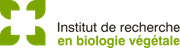 Institut de recherche
en biologie végétale